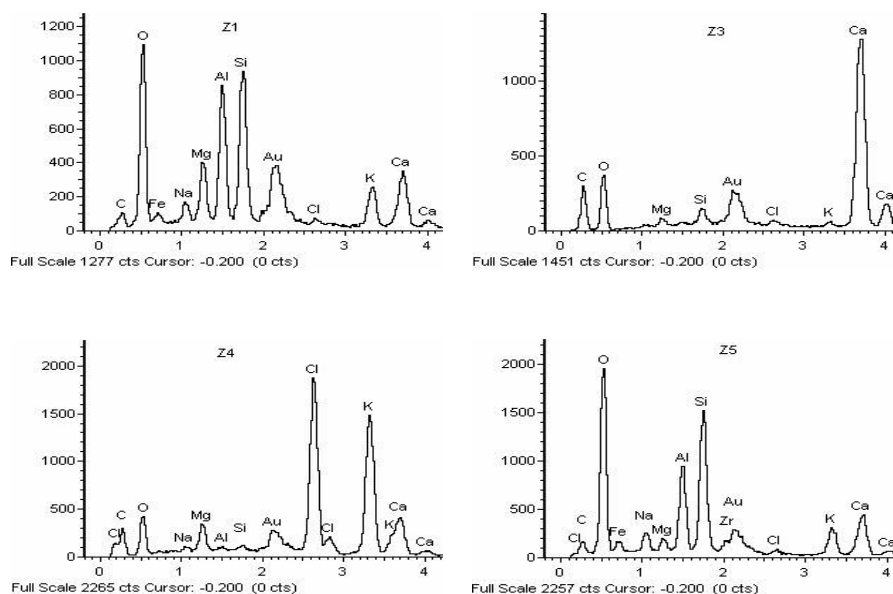 Z1
1200
1000
800
600
400
200
0
C O Fe Na Mg Al Si Au Cl K Ca Ca
0 1 2 3 4
Full Scale 1277 cts Cursor: -0.200 (0 cts)
Z3
1000
500
0
C O Mg Si Au Cl K Ca Ca
0 1 2 3 4
Full Scale 1451 cts Cursor: -0.200 (0 cts)
Z4
2000
1500
1000
500
0
Cl C O Na Mg Al Si Au Cl Cl K K Ca Ca
0 1 2 3 4
Full Scale 2265 cts Cursor: -0.200 (0 cts)
Z5
2000
1500
1000
500
0
Cl C O Fe Na Mg Al Si Zr Au Cl K Ca Ca
0 1 2 3 4
Full Scale 2257 cts Cursor: -0.200 (0 cts)